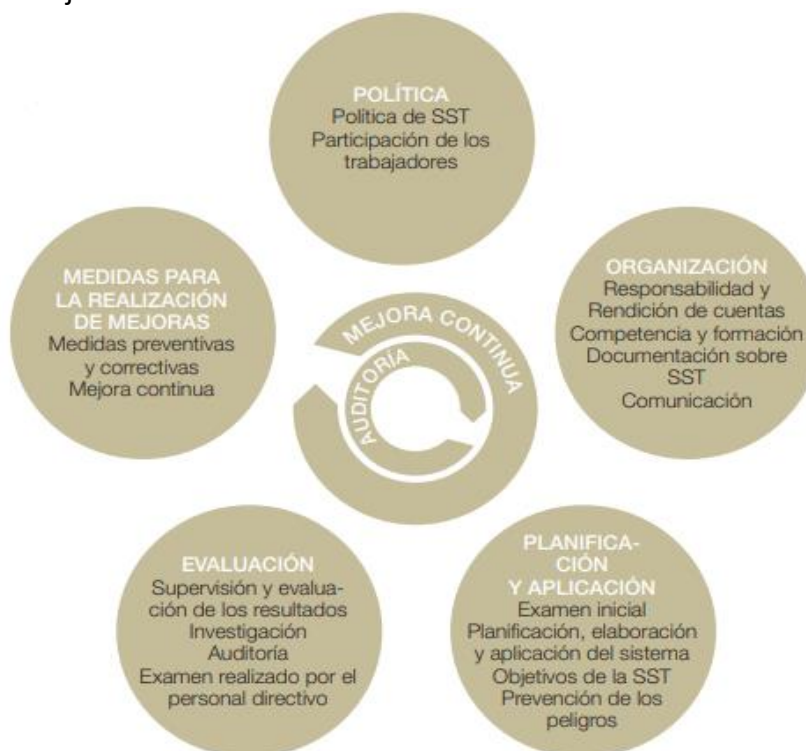 POLÍTICA
Política de SST
Participación de los
trabajadores
MEDIDAS PARA
LA REALIZACIÓN
DE MEJORAS
Medidas preventivas
y correctivas
Mejora continua
ORGANIZACIÓN
Responsabilidad y
Rendición de cuentas
Competencia y formación
Documentación sobre
SST
Comunicación
MEJORA CONTINUA
AUDITORÍA
EVALUACIÓN
Supervisión y evalua-
ción de los resultados
Investigación
Auditoría
Examen realizado por el
personal directivo
PLANIFICA-
CIÓN
Y APLICACIÓN
Examen inicial
Planificación, elaboración
y aplicación del sistema
Objetivos de la SST
Prevención de los
peligros